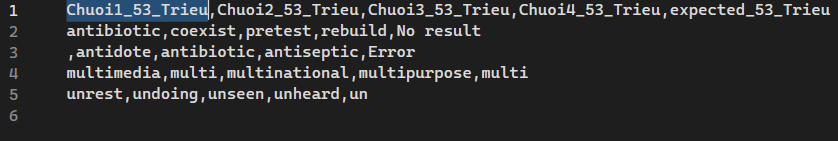 1 Chuoi1_53_Trieu,Chuoi2_53_Trieu,Chuoi3_53_Trieu,Chuoi4_53_Trieu,expected_53_Trieu
2 antibiotic,coexist,pretest,rebuild,No result
3 ,antidote,antibiotic,antiseptic,Error
4 multimedia,multi,multinational,multipurpose,multi
5 unrest,undoing,unseen,unheard,un
6